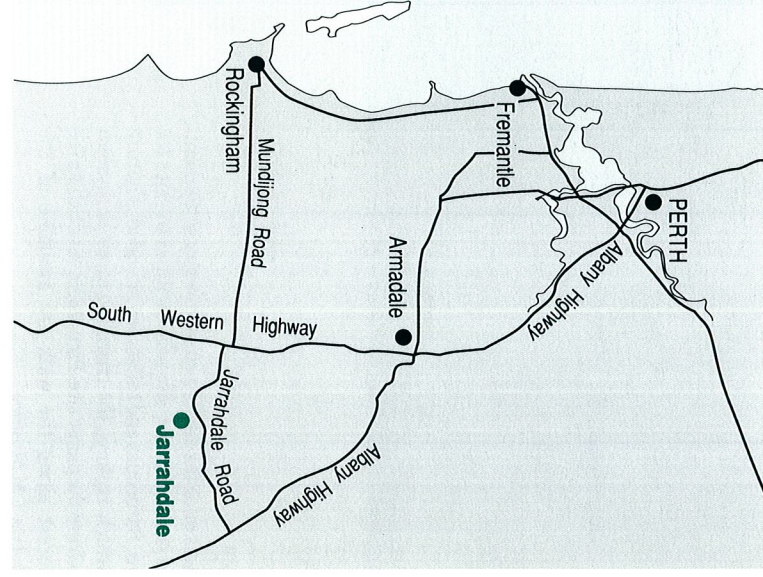 PERTH
Fremantle
Albany Highway
Armadale
Rockingham
Mundijong Road
South Western Highway
Jarrahdale Road
Albany Highway
Jarrahdale